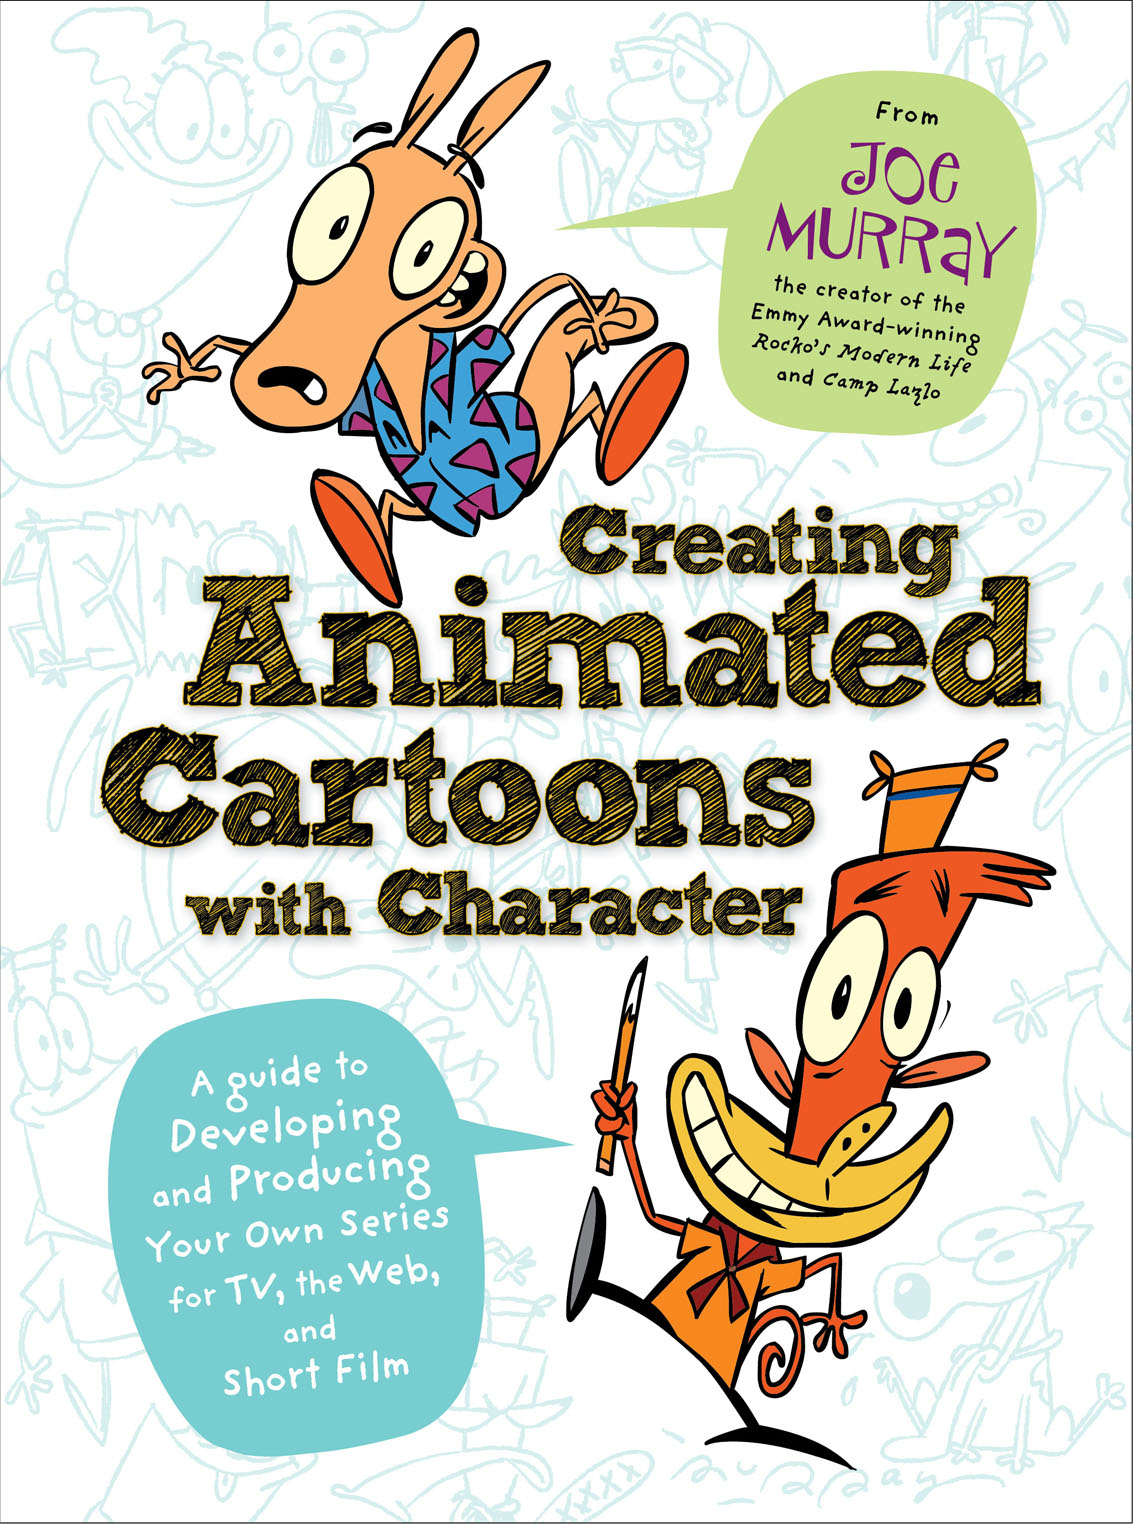 From
JOE
MURRaY
the creator of the
Emmy Award-winning
Rocko's Modern Life
and Camp Lazlo
Creating
Animated
Cartoons
with Character
A guide to
Developing
and Producing
Your Own Series
for TV, the Web,
and
Short Film
murray